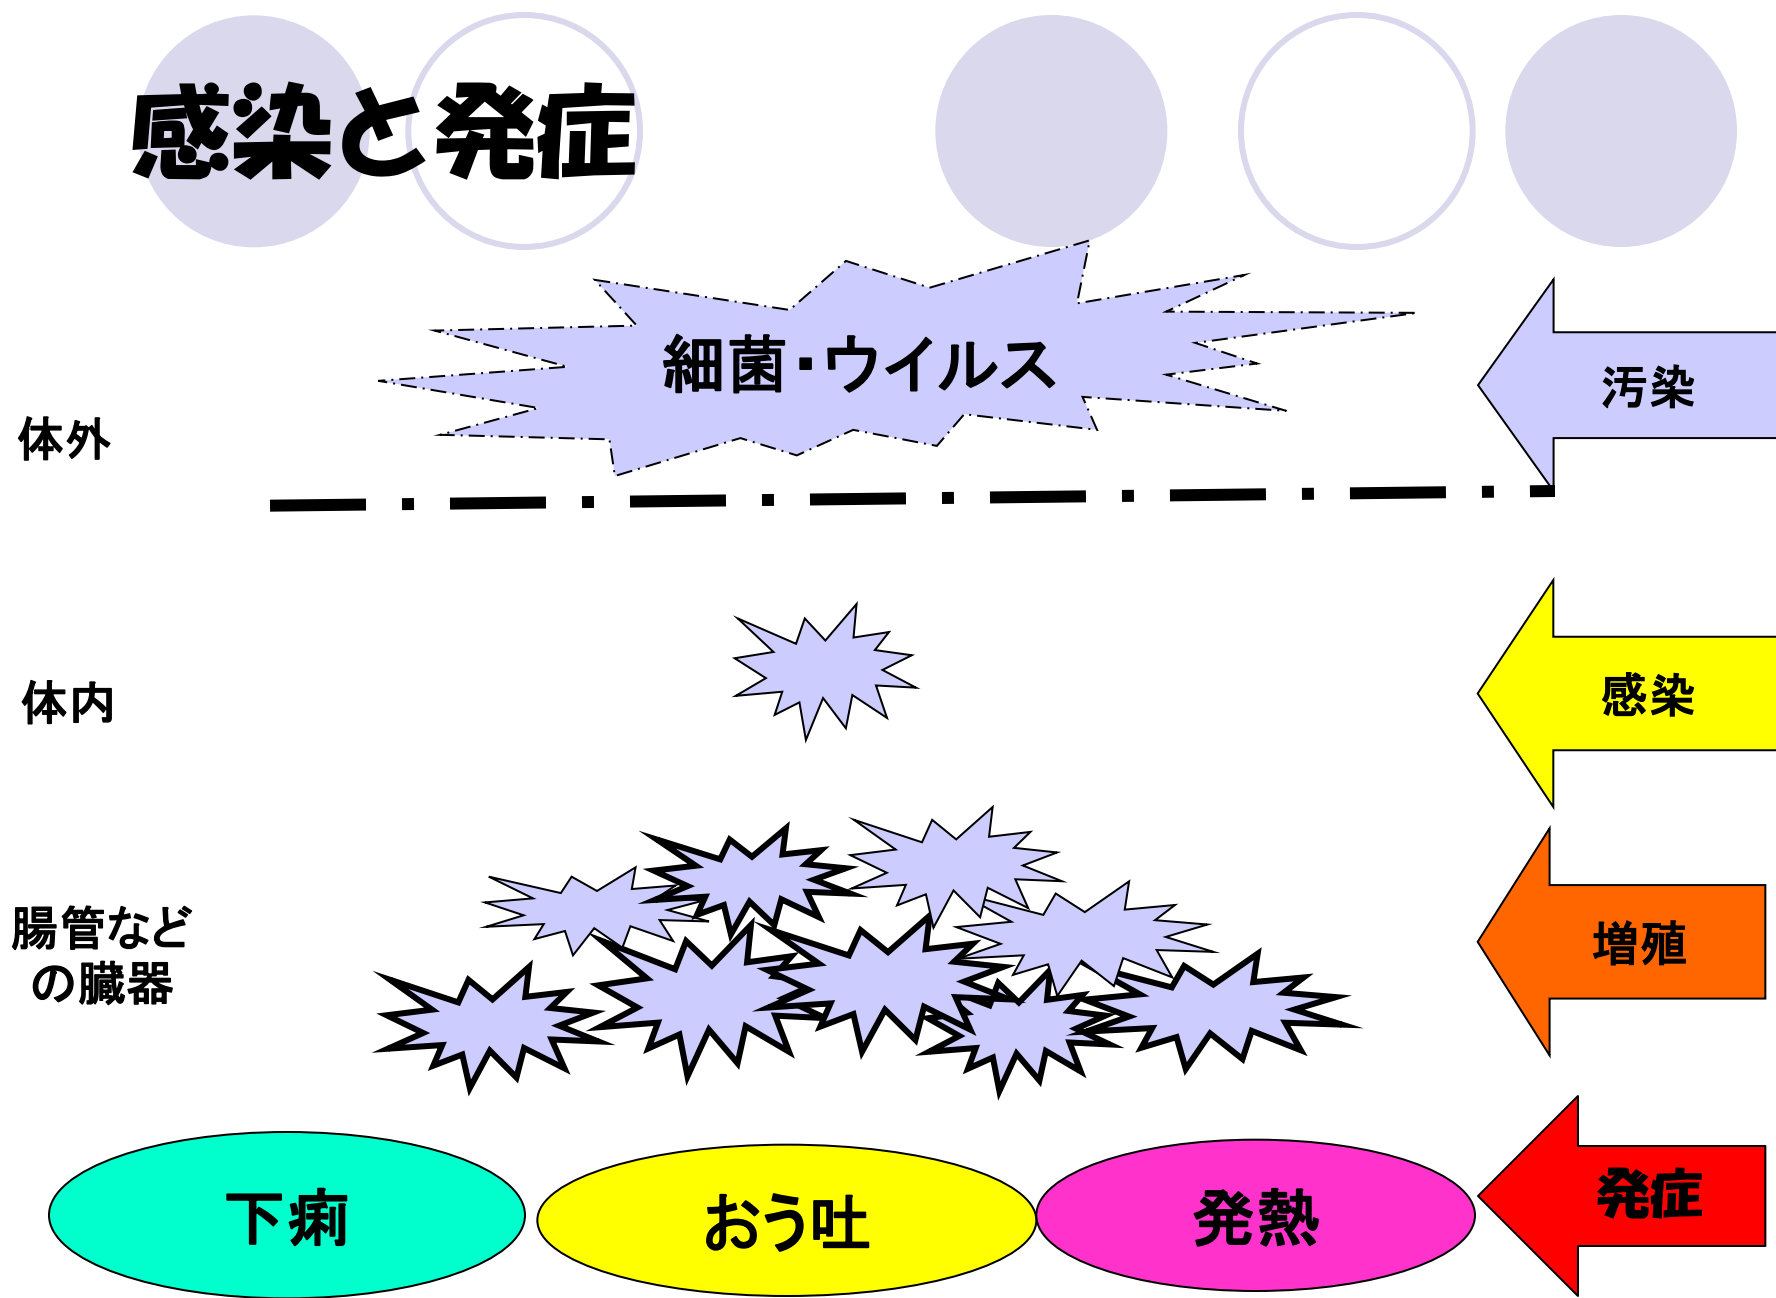 感染と発症
細菌・ウイルス
汚染
体外
体内
感染
腸管など
の臓器
増殖
下痢
おう吐
発熱
発症